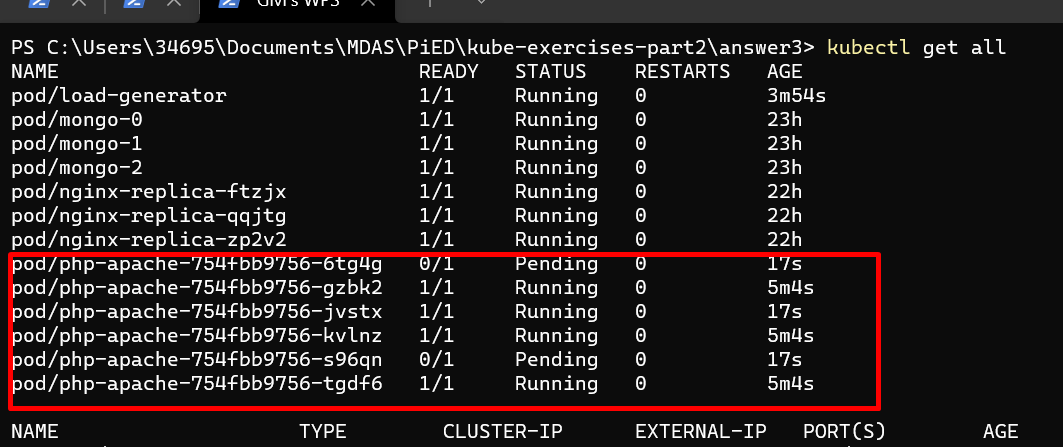 GMI's WPS
PS C:\Users\34695\Documents\MDAS\PiED\kube-exercises-part2\answer3> kubectl get all
NAME READY STATUS RESTARTS AGE
pod/load-generator 1/1 Running 0 3m54s
pod/mongo-0 1/1 Running 0 23h
pod/mongo-1 1/1 Running 0 23h
pod/mongo-2 1/1 Running 0 23h
pod/nginx-replica-ftzjx 1/1 Running 0 22h
pod/nginx-replica-qqjtg 1/1 Running 0 22h
pod/nginx-replica-zp2v2 1/1 Running 0 22h
pod/php-apache-754fbb9756-6tg4g 0/1 Pending 0 17s
pod/php-apache-754fbb9756-gzbk2 1/1 Running 0 5m4s
pod/php-apache-754fbb9756-jvstx 1/1 Running 0 17s
pod/php-apache-754fbb9756-kvlnz 1/1 Running 0 5m4s
pod/php-apache-754fbb9756-s96qn 0/1 Pending 0 17s
pod/php-apache-754fbb9756-tgdf6 1/1 Running 0 5m4s
NAME TYPE CLUSTER-IP EXTERNAL-IP PORT(S) AGE